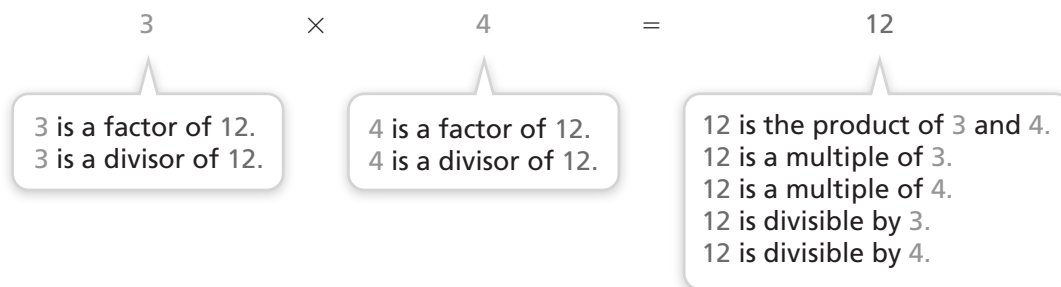 3 × 4 = 12
3 is a factor of 12.
3 is a divisor of 12.
4 is a factor of 12.
4 is a divisor of 12.
12 is the product of 3 and 4.
12 is a multiple of 3.
12 is a multiple of 4.
12 is divisible by 3.
12 is divisible by 4.